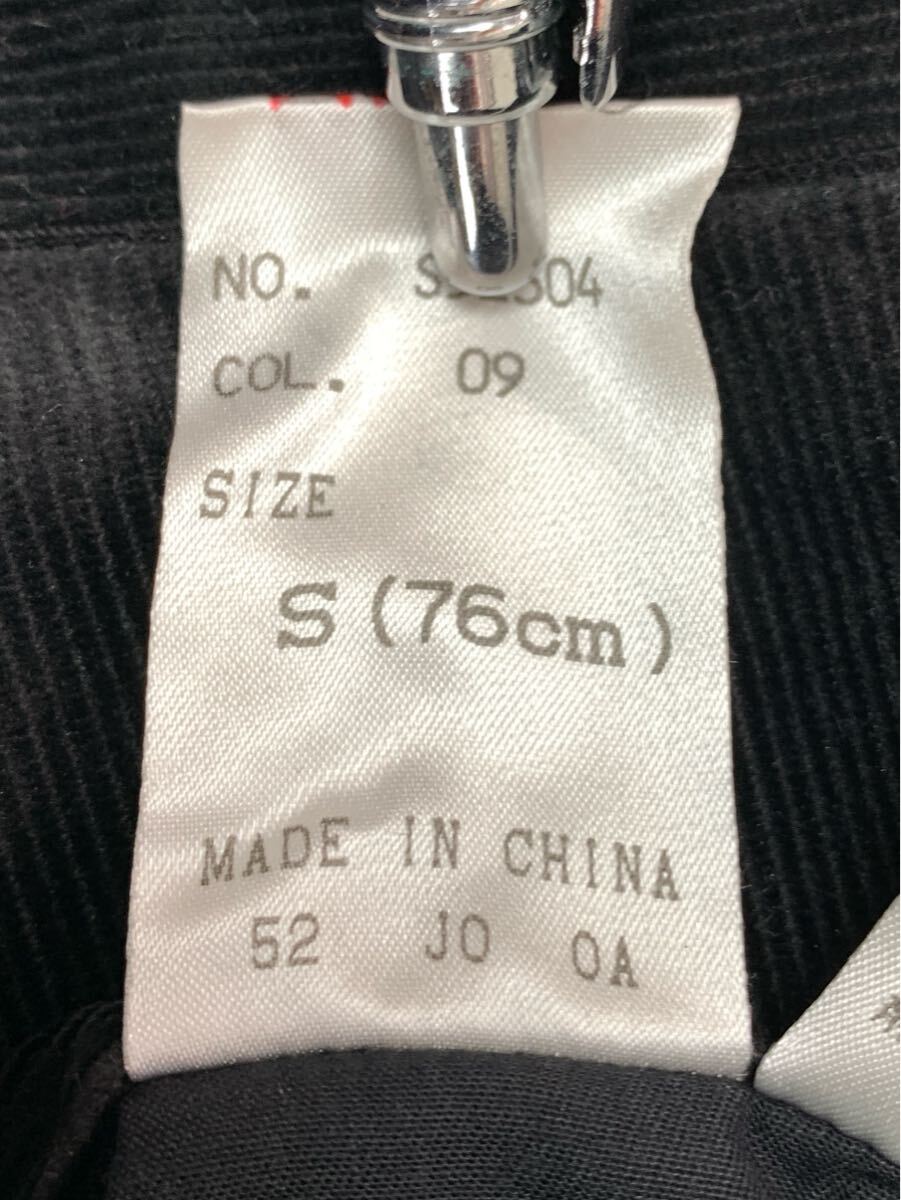 NO.
COL. 09
SIZE
S (76cm)
MADE IN CHINA
52 JO OA